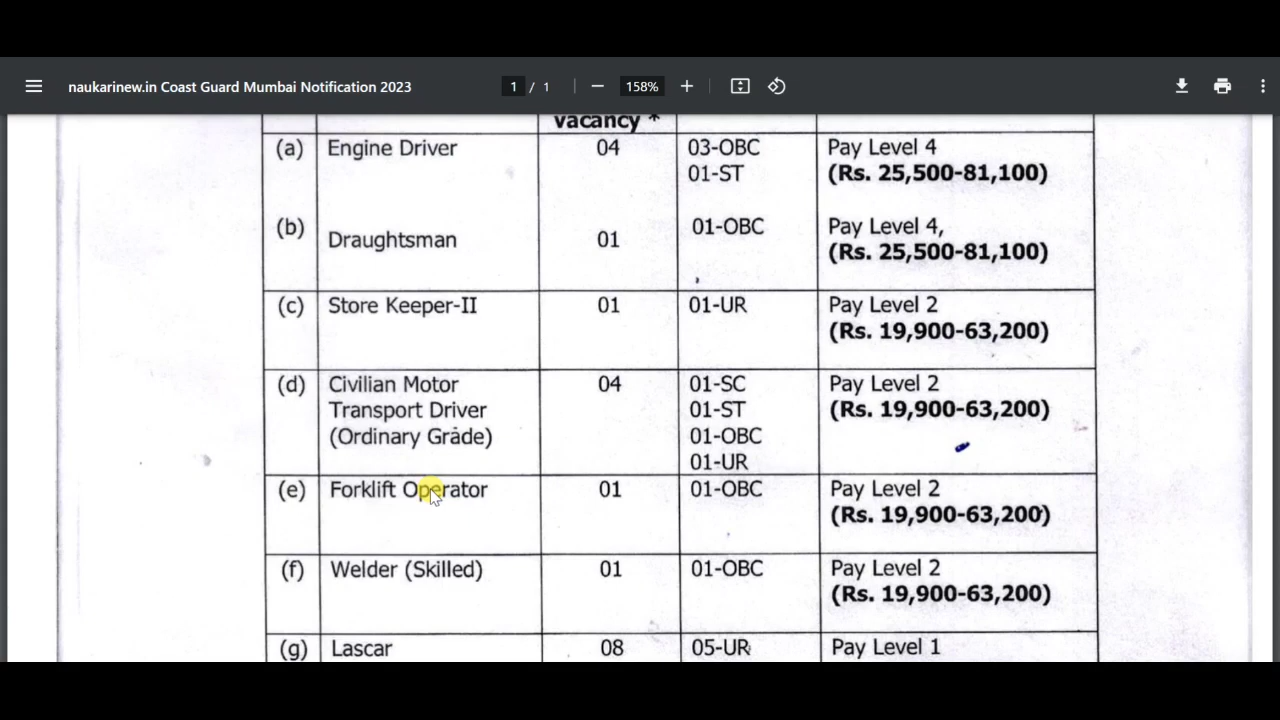 naukarinew.in Coast Guard Mumbai Notification 2023 1 / 1 158%
vacancy *
(a) Engine Driver 04 03-OBC Pay Level 4
01-ST (Rs. 25,500-81,100)
(b) Draughtsman 01 01-OBC Pay Level 4,
(Rs. 25,500-81,100)
(c) Store Keeper-II 01 01-UR Pay Level 2
(Rs. 19,900-63,200)
(d) Civilian Motor 04 01-SC Pay Level 2
Transport Driver 01-ST (Rs. 19,900-63,200)
(Ordinary Grade) 01-OBC
01-UR
(e) Forklift Operator 01 01-OBC Pay Level 2
(Rs. 19,900-63,200)
(f) Welder (Skilled) 01 01-OBC Pay Level 2
(Rs. 19,900-63,200)
(g) Lascar 08 05-UR Pay Level 1